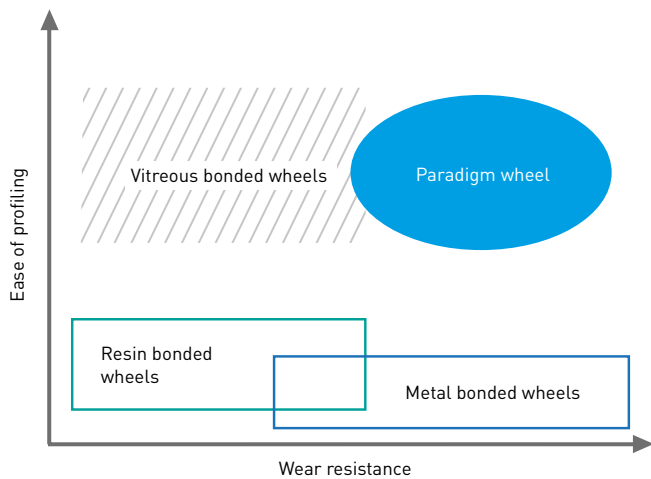 Ease of profiling
Vitreous bonded wheels
Paradigm wheel
Resin bonded
wheels
Metal bonded wheels
Wear resistance